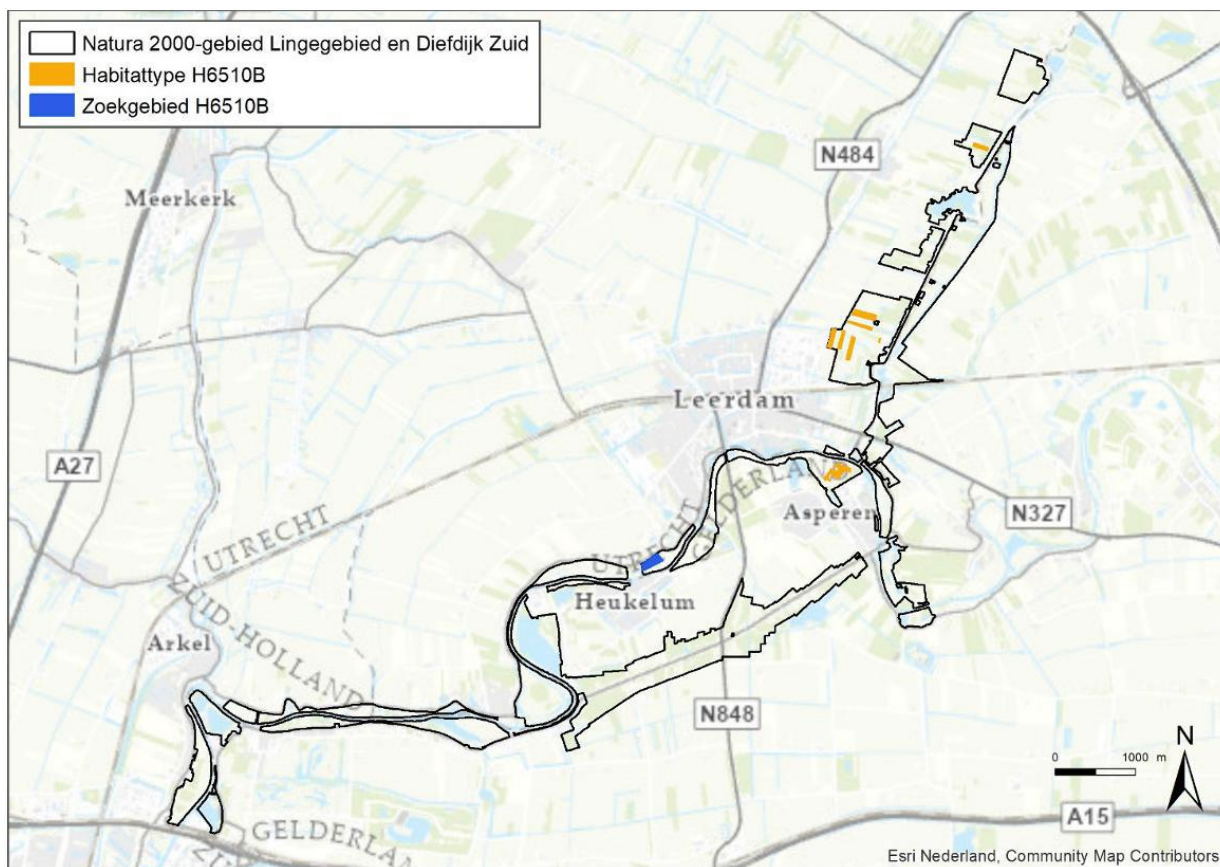 Natura 2000-gebied Lingegebied en Diefdijk Zuid
Habitattype H6510B
Zoekgebied H6510B
N484
Meerkerk
Leerdam
A27
GELDERLAND
Asperen
N327
UTRECHT
UTRECHT
Heukelum
ZUID-HOLLAND
Arkel
N848
N
0 1000 m
A15
GELDERLA
Esri Nederland, Community Map Contributors